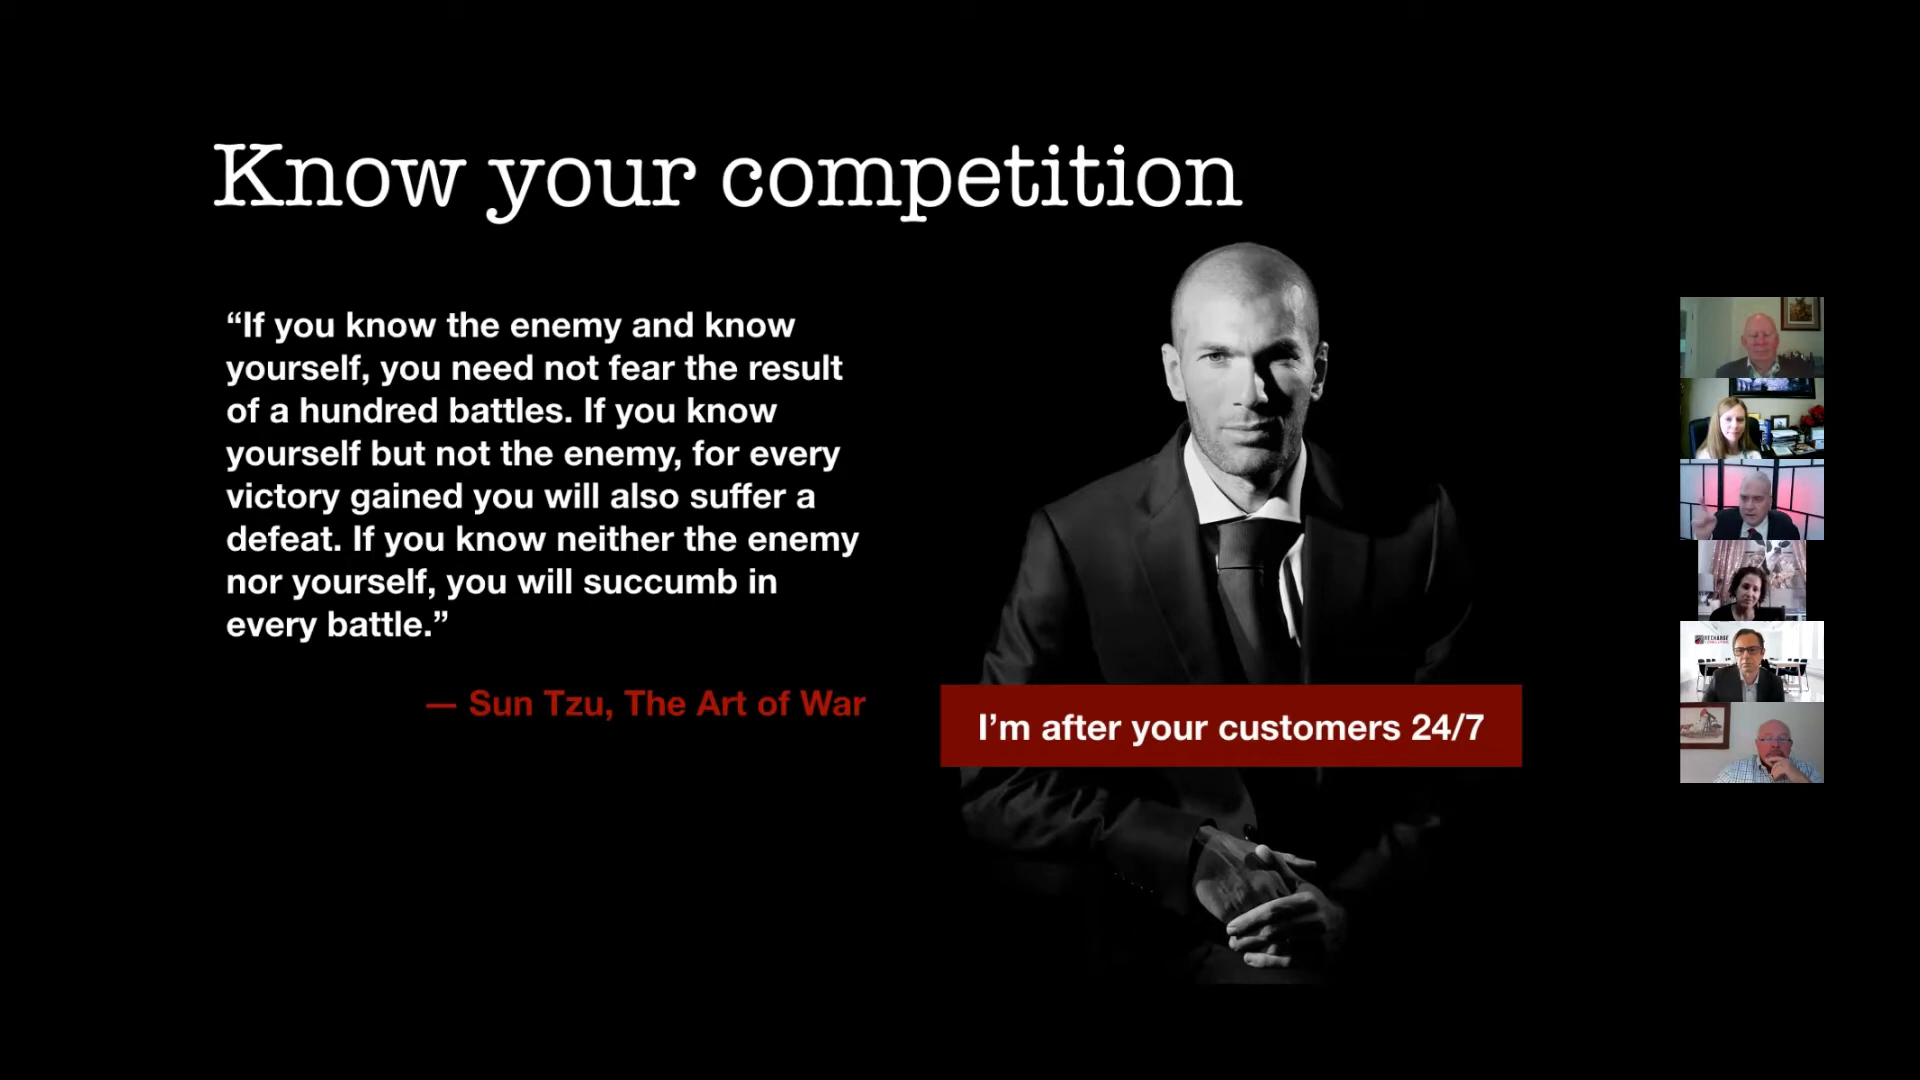 Know your competition
“If you know the enemy and know
yourself, you need not fear the result
of a hundred battles. If you know
yourself but not the enemy, for every
victory gained you will also suffer a
defeat. If you know neither the enemy
nor yourself, you will succumb in
every battle.”
— Sun Tzu, The Art of War
I’m after your customers 24/7
RECHARGE